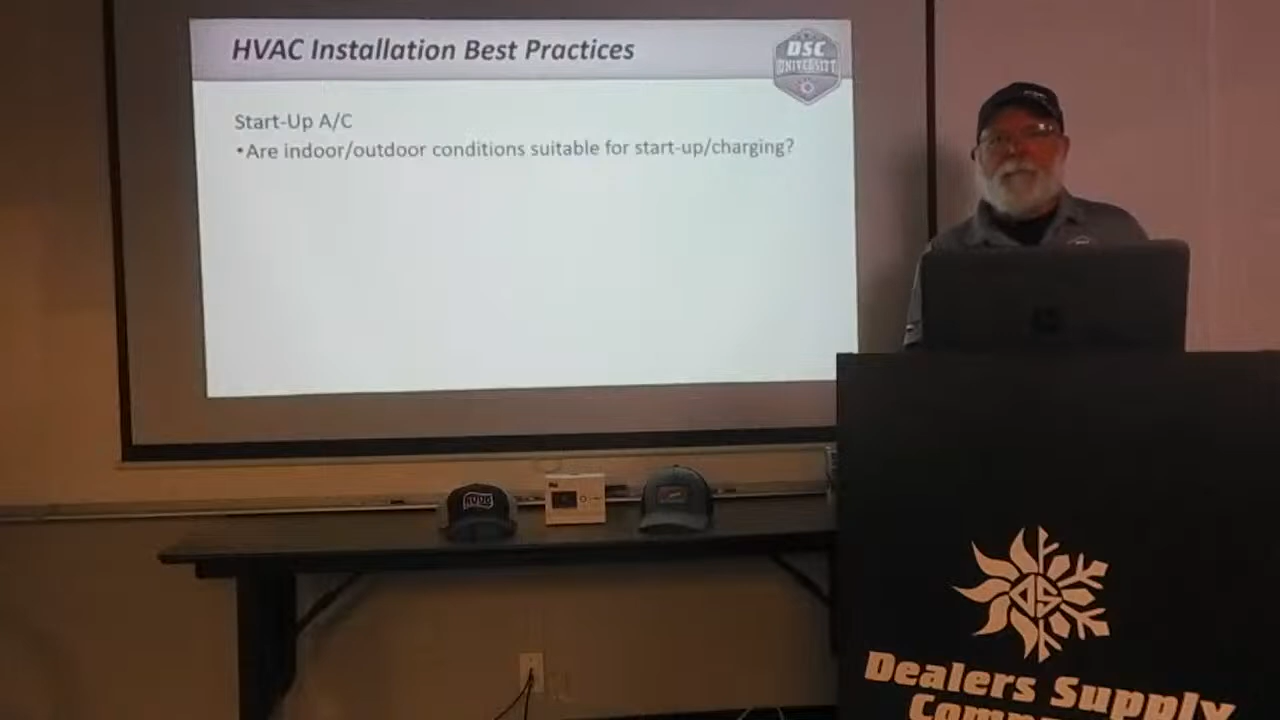 HVAC Installation Best Practices
DSC
UNIVERSITY
Start-Up A/C
•Are indoor/outdoor conditions suitable for start-up/charging?
DS
Dealers Supply